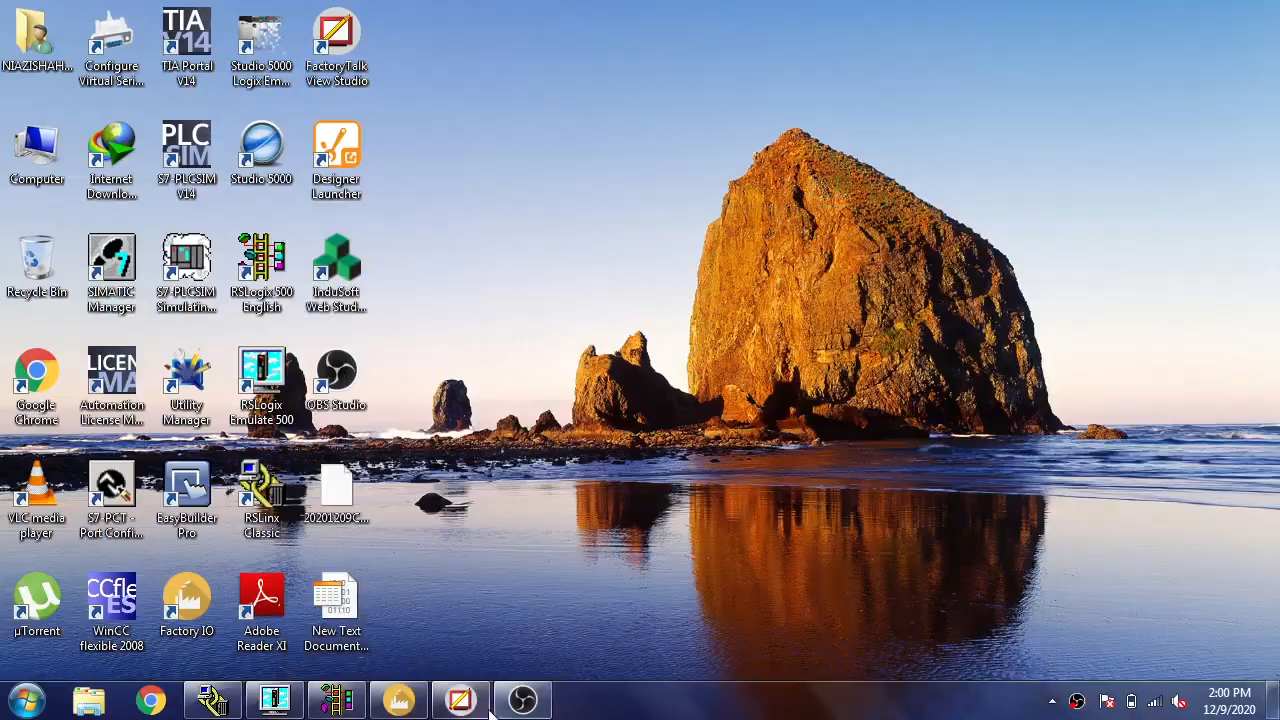 NIAZISHAH...
Configure
Virtual Seri...
TIA
V14
TIA Portal
V14
Studio 5000
Logix Em...
FactoryTalk
View Studio
Computer
Internet
Downlo...
PLC
SIM
S7-PLCSIM
V14
Studio 5000
Designer
Launcher
Recycle Bin
SIMATIC
Manager
S7-PLCSIM
Simulatin...
RSLogix 500
English
InduSoft
Web Stud...
Google
Chrome
LICEN
MA
Automation
License M...
Utility
Manager
RSLogix
Emulate 500
OBS Studio
VLC media
player
S7-PCT -
Port Confi...
EasyBuilder
Pro
RSLinx
Classic
20201209C...
µTorrent
CCfle
ES
WinCC
flexible 2008
Factory IO
Adobe
Reader XI
New Text
Document...
2:00 PM
12/9/2020